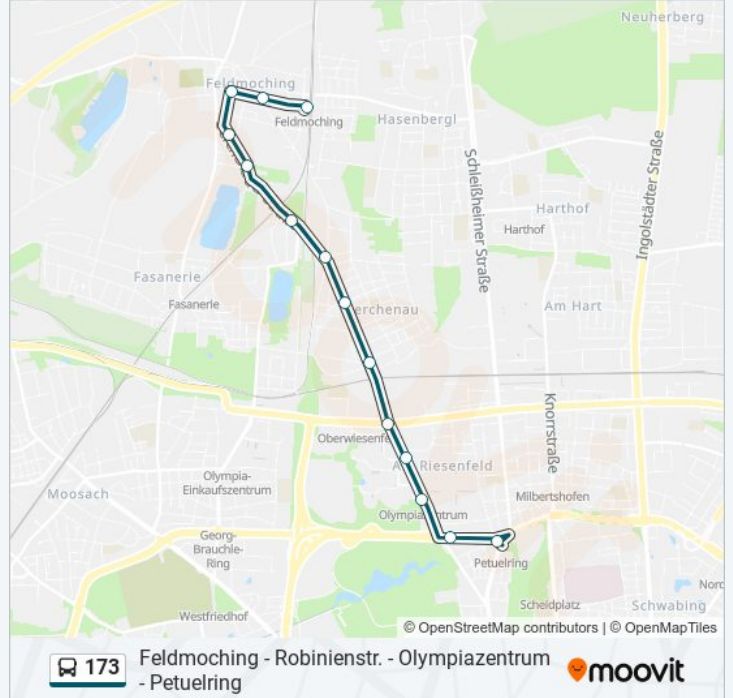 Neuherberg
Feldmoching
Feldmoching
Hasenbergl
Schleißheimer Straße
Ingolstädter Straße
Harthof
Harthof
Fasanerie
Fasanerie
erchenau
Am Hart
Knorrstraße
Oberwiesenfe
Riesenfeld
Olympia-
Einkaufszentrum
Moosach
Milbertshofen
Olympiazentrum
Georg-
Brauchle-
Ring
Petuelring
Scheidplatz
Schwabing
Nord
Westfriedhof
© OpenStreetMap contributors | © OpenMapTiles
173
Feldmoching - Robinienstr. - Olympiazentrum
- Petuelring
moovit